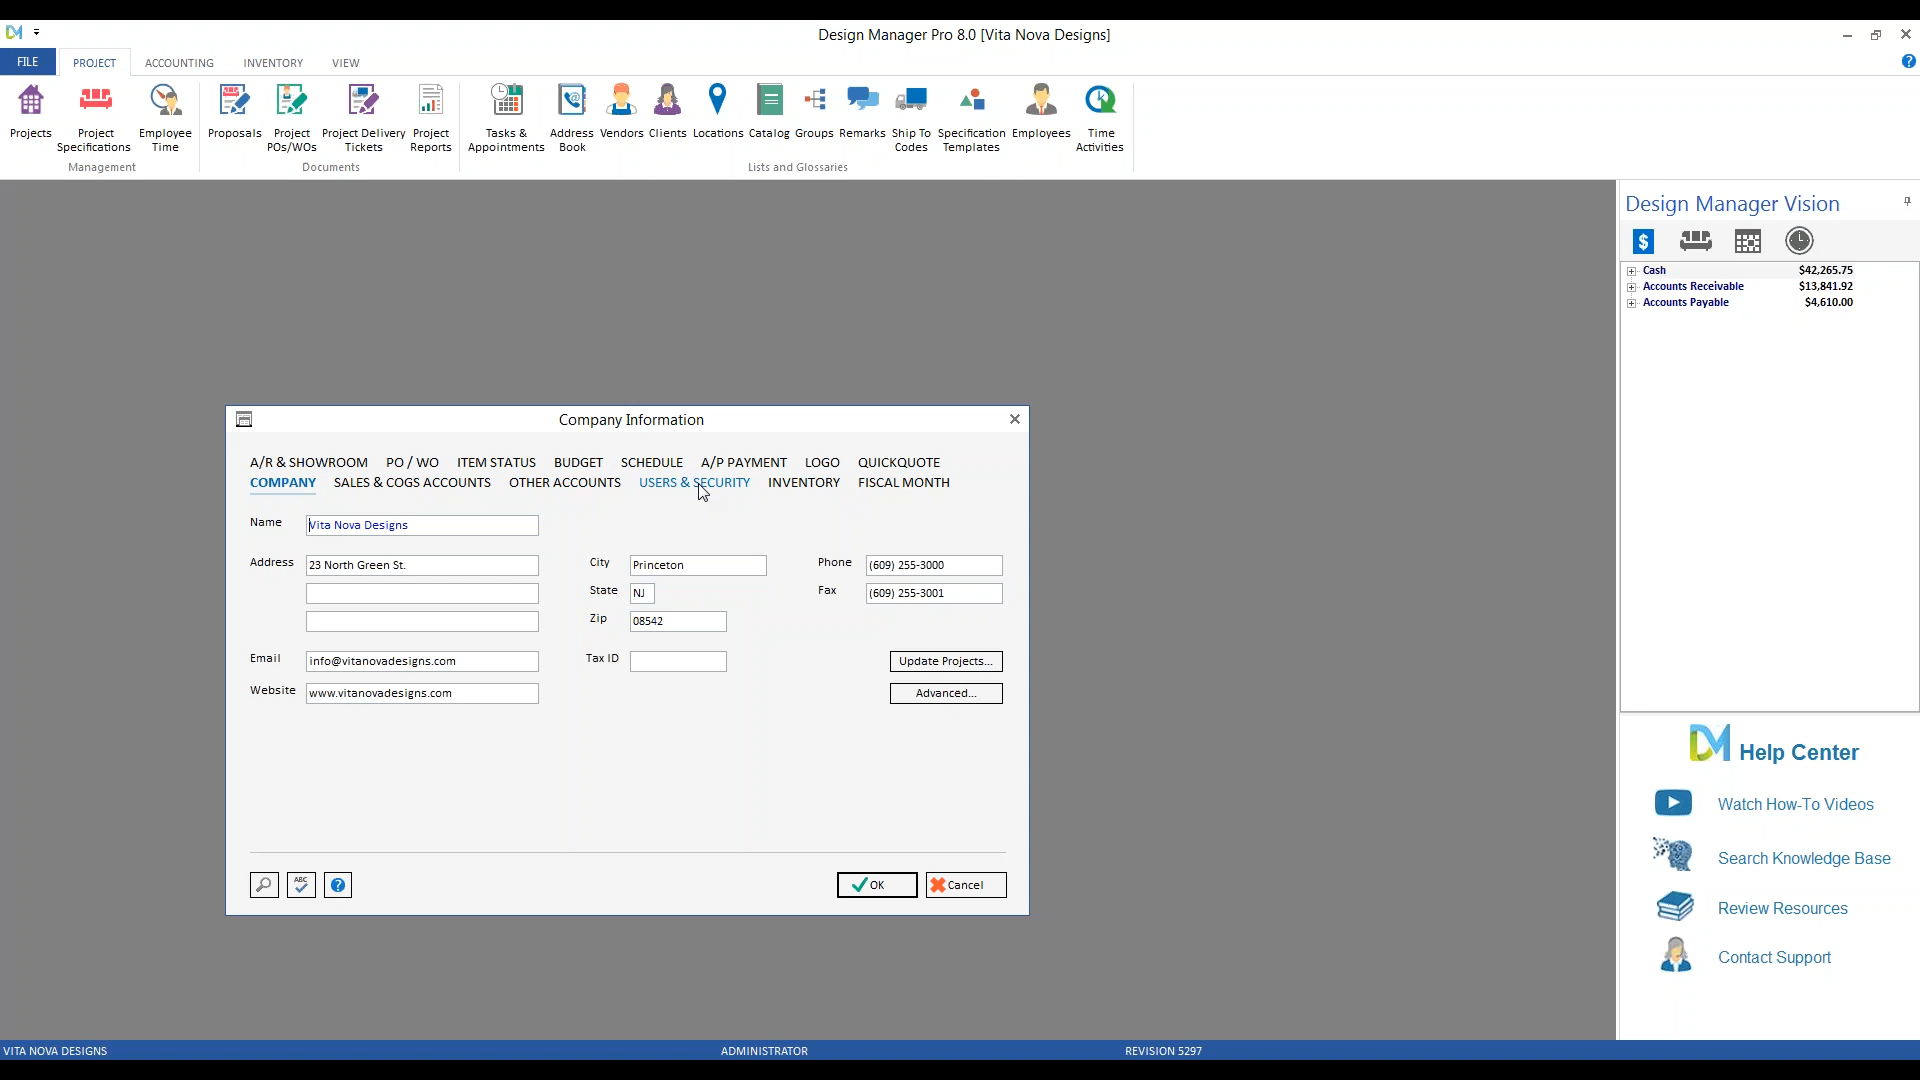 DM
Design Manager Pro 8.0 [Vita Nova Designs]
FILE PROJECT ACCOUNTING INVENTORY VIEW
Projects
Project Specifications
Employee Time
Management
Proposals
Project POs/WOs
Project Delivery Tickets
Project Reports
Documents
Tasks & Appointments
Address Book
Vendors
Clients
Locations
Catalog
Groups
Remarks
Ship To Codes
Specification Templates
Employees
Time Activities
Lists and Glossaries
Company Information
A/R & SHOWROOM PO / WO ITEM STATUS BUDGET SCHEDULE A/P PAYMENT LOGO QUICKQUOTE
COMPANY SALES & COGS ACCOUNTS OTHER ACCOUNTS USERS & SECURITY INVENTORY FISCAL MONTH
Name Vita Nova Designs
Address 23 North Green St. City Princeton Phone (609) 255-3000
State NJ Fax (609) 255-3001
Zip 08542
Email info@vitanovadesigns.com Tax ID Update Projects...
Website www.vitanovadesigns.com Advanced...
ABC ? OK Cancel
Design Manager Vision
$
Cash $42,265.75
Accounts Receivable $13,841.92
Accounts Payable $4,610.00
DM Help Center
Watch How-To Videos
Search Knowledge Base
Review Resources
Contact Support
VITA NOVA DESIGNS ADMINISTRATOR REVISION 5297